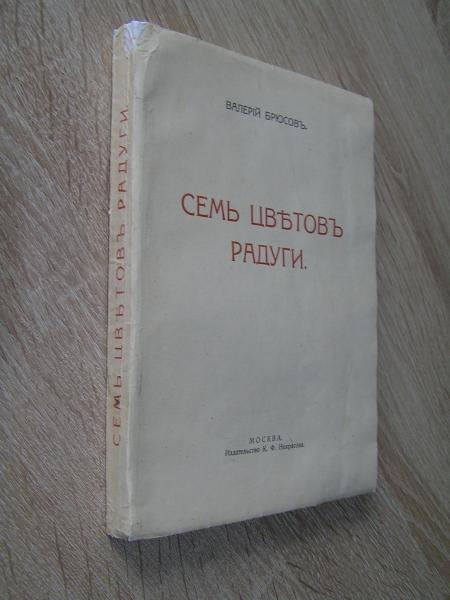 ВАЛЕРІЙ БРЮСОВЪ.
СЕМЬ ЦВѢТОВЪ
РАДУГИ.
МОСКВА.
Издательство К. Ф. Некрасова.
СЕМЬ ЦВѢТОВЪ РАДУГИ